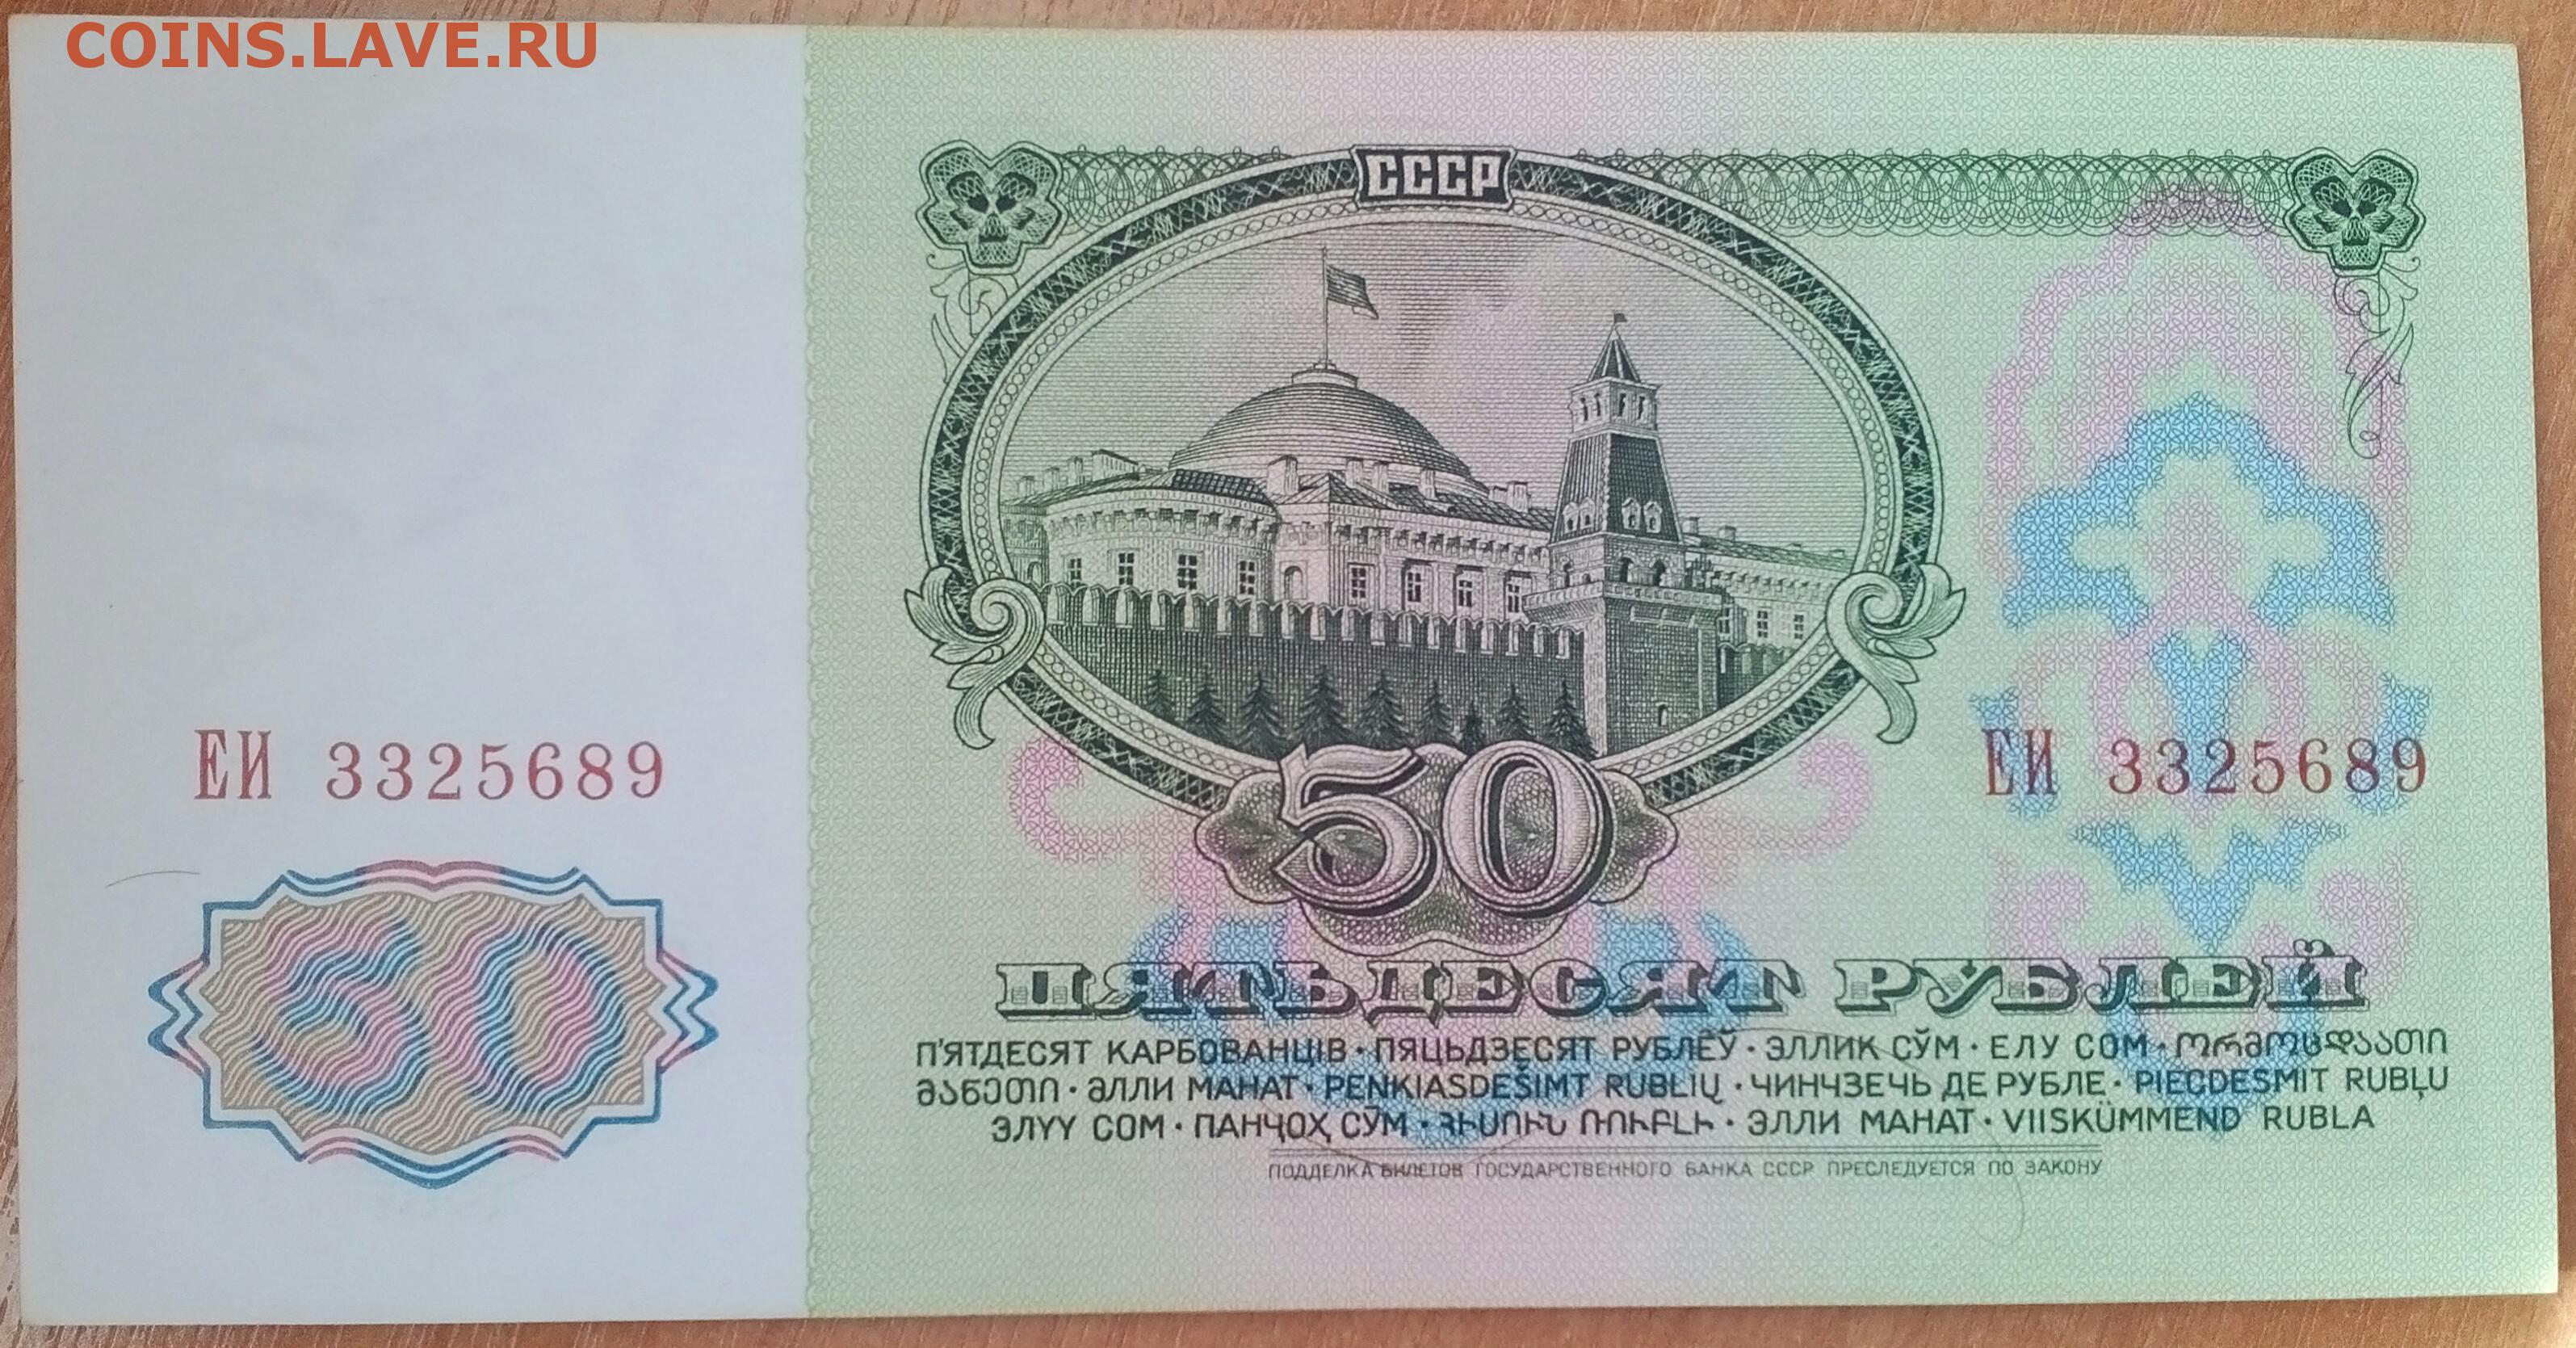 COINS.LAVE.RU
СССР
ЕИ 3325689
ЕИ 3325689
50
50
ПЯТЬДЕСЯТ РУБЛЕЙ
П'ЯТДЕСЯТ КАРБОВАНЦІВ · ПЯЦЬДЗЕСЯТ РУБЛЁЎ · ЭЛЛИК СЎМ · ЕЛУ СОМ · ორმოცდაათი
მანეთი · ӘЛЛИ МАНАТ · PENKIASDEŠIMT RUBLIŲ · ЧИНЧЗЕЧЬ ДЕ РУБЛЕ · PIECDESMIT RUBĻU
ЭЛҮҮ СОМ · ПАНҶОҲ СӮМ · ՀԻՍՈՒՆ ՌՈՒԲԼԻ · ЭЛЛИ МАНАТ · VIISKÜMMEND RUBLA
ПОДДЕЛКА БИЛЕТОВ ГОСУДАРСТВЕННОГО БАНКА СССР ПРЕСЛЕДУЕТСЯ ПО ЗАКОНУ